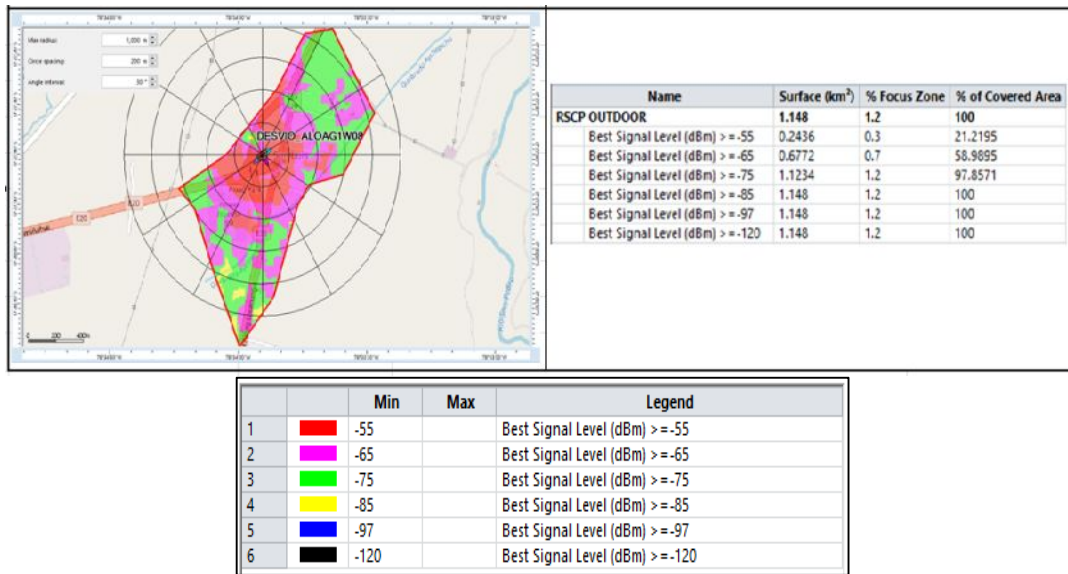 Max radius: 1,000 m
Circle spacing: 200 m
Angle interval: 30 °
DESVIO_ALOAG1W08
E20
E20
Name Surface (km²) % Focus Zone % of Covered Area
RSCP OUTDOOR 1.148 1.2 100
Best Signal Level (dBm) >=-55 0.2436 0.3 21.2195
Best Signal Level (dBm) >=-65 0.6772 0.7 58.9895
Best Signal Level (dBm) >=-75 1.1234 1.2 97.8571
Best Signal Level (dBm) >=-85 1.148 1.2 100
Best Signal Level (dBm) >=-97 1.148 1.2 100
Best Signal Level (dBm) >=-120 1.148 1.2 100
Min Max Legend
1 -55 Best Signal Level (dBm) >=-55
2 -65 Best Signal Level (dBm) >=-65
3 -75 Best Signal Level (dBm) >=-75
4 -85 Best Signal Level (dBm) >=-85
5 -97 Best Signal Level (dBm) >=-97
6 -120 Best Signal Level (dBm) >=-120